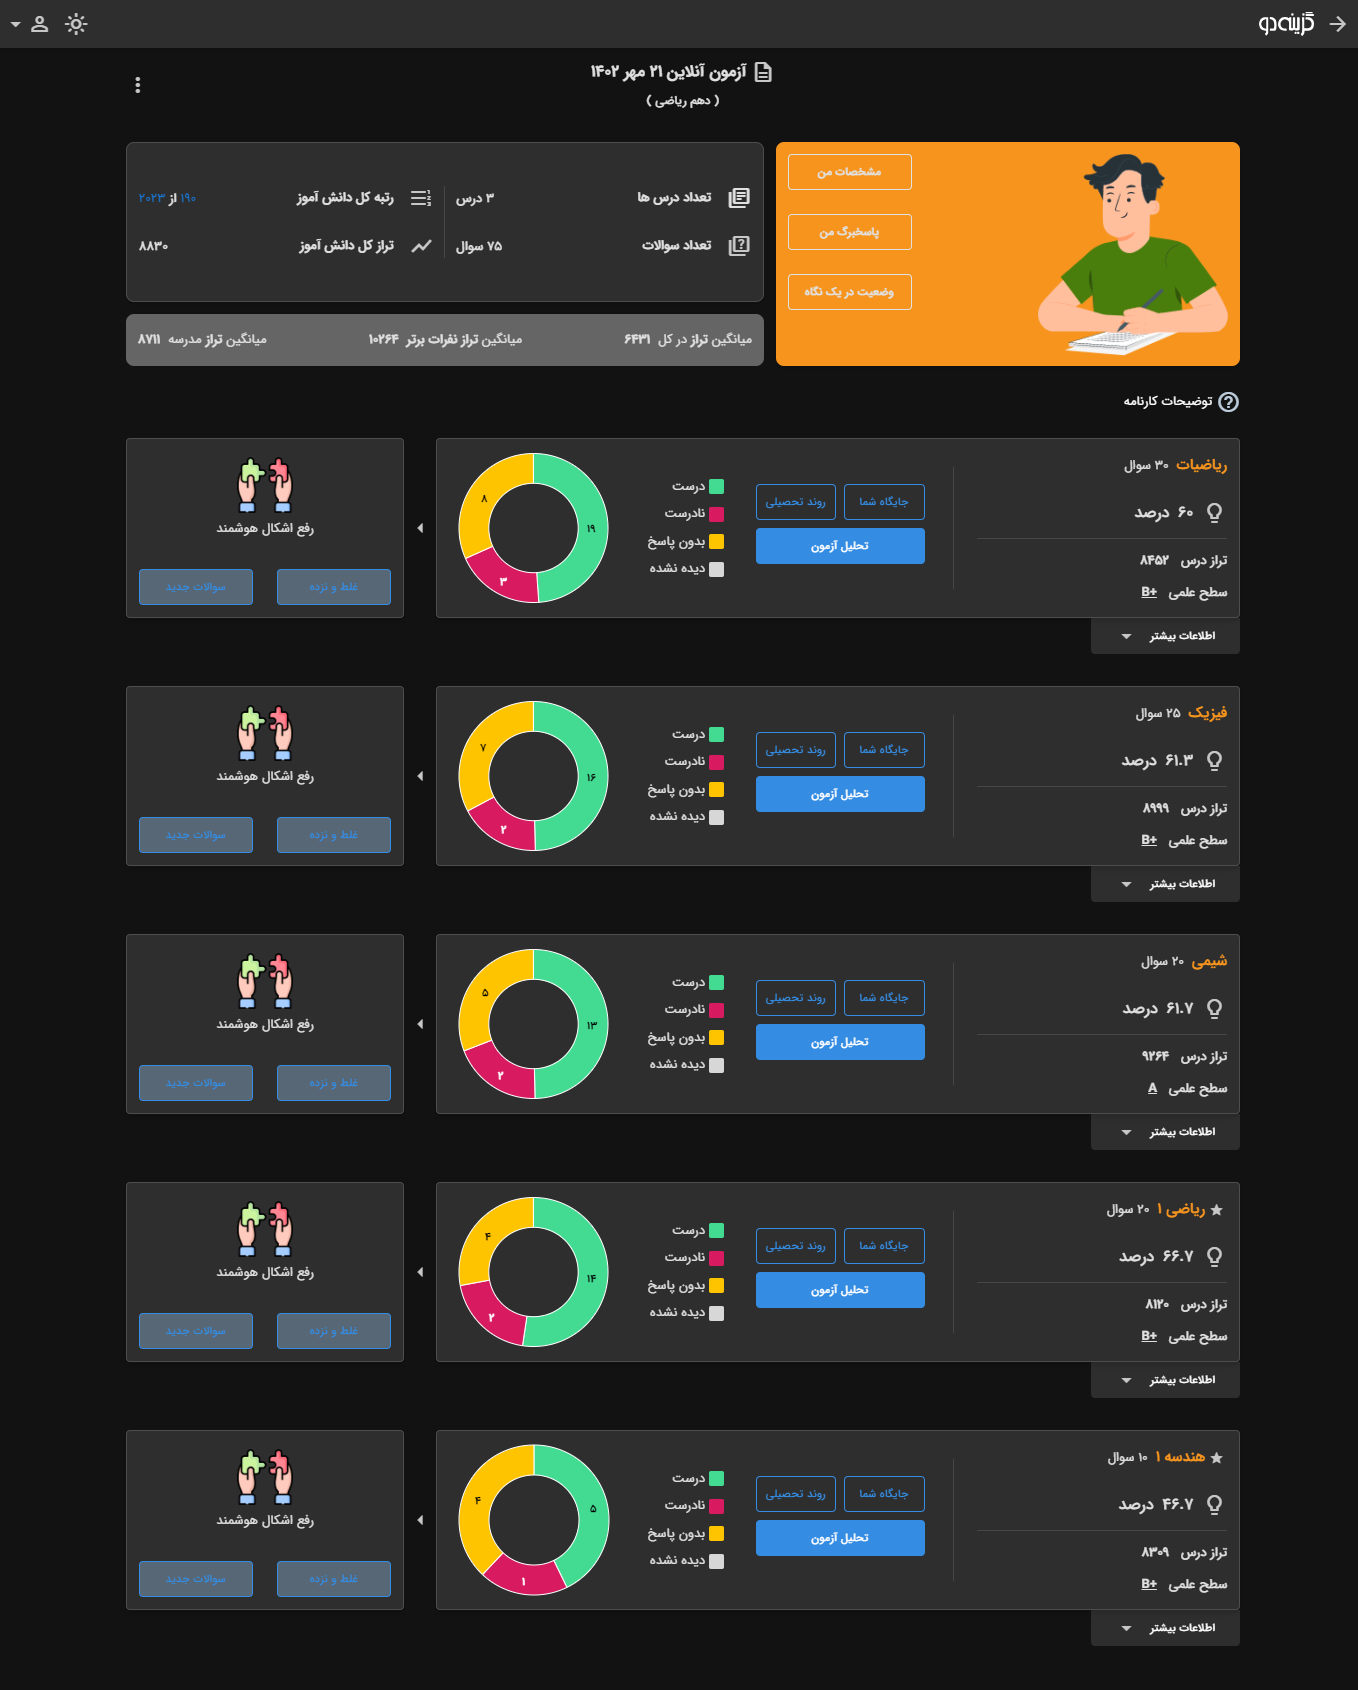 گزینه دو
آزمون آنلاین ۲۱ مهر ۱۴۰۲
( دهم ریاضی )
مشخصات من
پاسخبرگ من
وضعیت در یک نگاه
تعداد درس ها ۳ درس
رتبه کل دانش آموز ۱۹۰ از ۲۰۲۳
تعداد سوالات ۷۵ سوال
تراز کل دانش آموز ۸۸۳۰
میانگین تراز در کل ۶۴۳۱
میانگین تراز نفرات برتر ۱۰۲۶۴
میانگین تراز مدرسه ۸۷۱۱
توضیحات کارنامه
ریاضیات ۳۰ سوال
۶۰ درصد
تراز درس ۸۴۵۲
سطح علمی B+
اطلاعات بیشتر
جایگاه شما
روند تحصیلی
تحلیل آزمون
درست
نادرست
بدون پاسخ
دیده نشده
۱۹
۳
۸
رفع اشکال هوشمند
غلط و نزده
سوالات جدید
فیزیک ۲۵ سوال
۶۱.۳ درصد
تراز درس ۸۹۹۹
سطح علمی B+
اطلاعات بیشتر
جایگاه شما
روند تحصیلی
تحلیل آزمون
درست
نادرست
بدون پاسخ
دیده نشده
۱۶
۲
۷
رفع اشکال هوشمند
غلط و نزده
سوالات جدید
شیمی ۲۰ سوال
۶۱.۷ درصد
تراز درس ۹۲۶۴
سطح علمی A
اطلاعات بیشتر
جایگاه شما
روند تحصیلی
تحلیل آزمون
درست
نادرست
بدون پاسخ
دیده نشده
۱۳
۲
۵
رفع اشکال هوشمند
غلط و نزده
سوالات جدید
ریاضی ۱ ۲۰ سوال
۶۶.۷ درصد
تراز درس ۸۱۲۰
سطح علمی B+
اطلاعات بیشتر
جایگاه شما
روند تحصیلی
تحلیل آزمون
درست
نادرست
بدون پاسخ
دیده نشده
۱۴
۲
۴
رفع اشکال هوشمند
غلط و نزده
سوالات جدید
هندسه ۱ ۱۰ سوال
۴۶.۷ درصد
تراز درس ۸۳۰۹
سطح علمی B+
اطلاعات بیشتر
جایگاه شما
روند تحصیلی
تحلیل آزمون
درست
نادرست
بدون پاسخ
دیده نشده
۵
۱
۴
رفع اشکال هوشمند
غلط و نزده
سوالات جدید